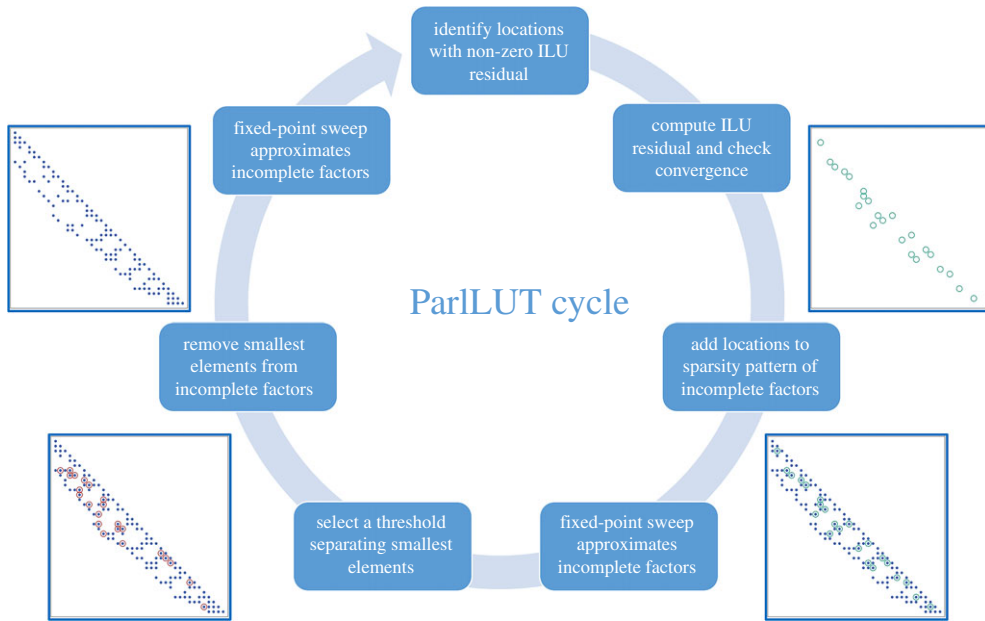 identify locations
with non-zero ILU
residual
compute ILU
residual and check
convergence
add locations to
sparsity pattern of
incomplete factors
fixed-point sweep
approximates
incomplete factors
select a threshold
separating smallest
elements
remove smallest
elements from
incomplete factors
fixed-point sweep
approximates
incomplete factors
ParILUT cycle